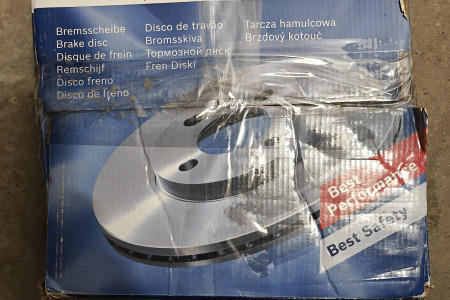 Bremsscheibe
Brake disc
Disque de frein
Remschijf
Disco freno
Disco de freno
Disco de travão
Bromsskiva
Тормозной диск
Fren Diski
Tarcza hamulcowa
Brzdový kotouč
Best
Performance
Best Safety